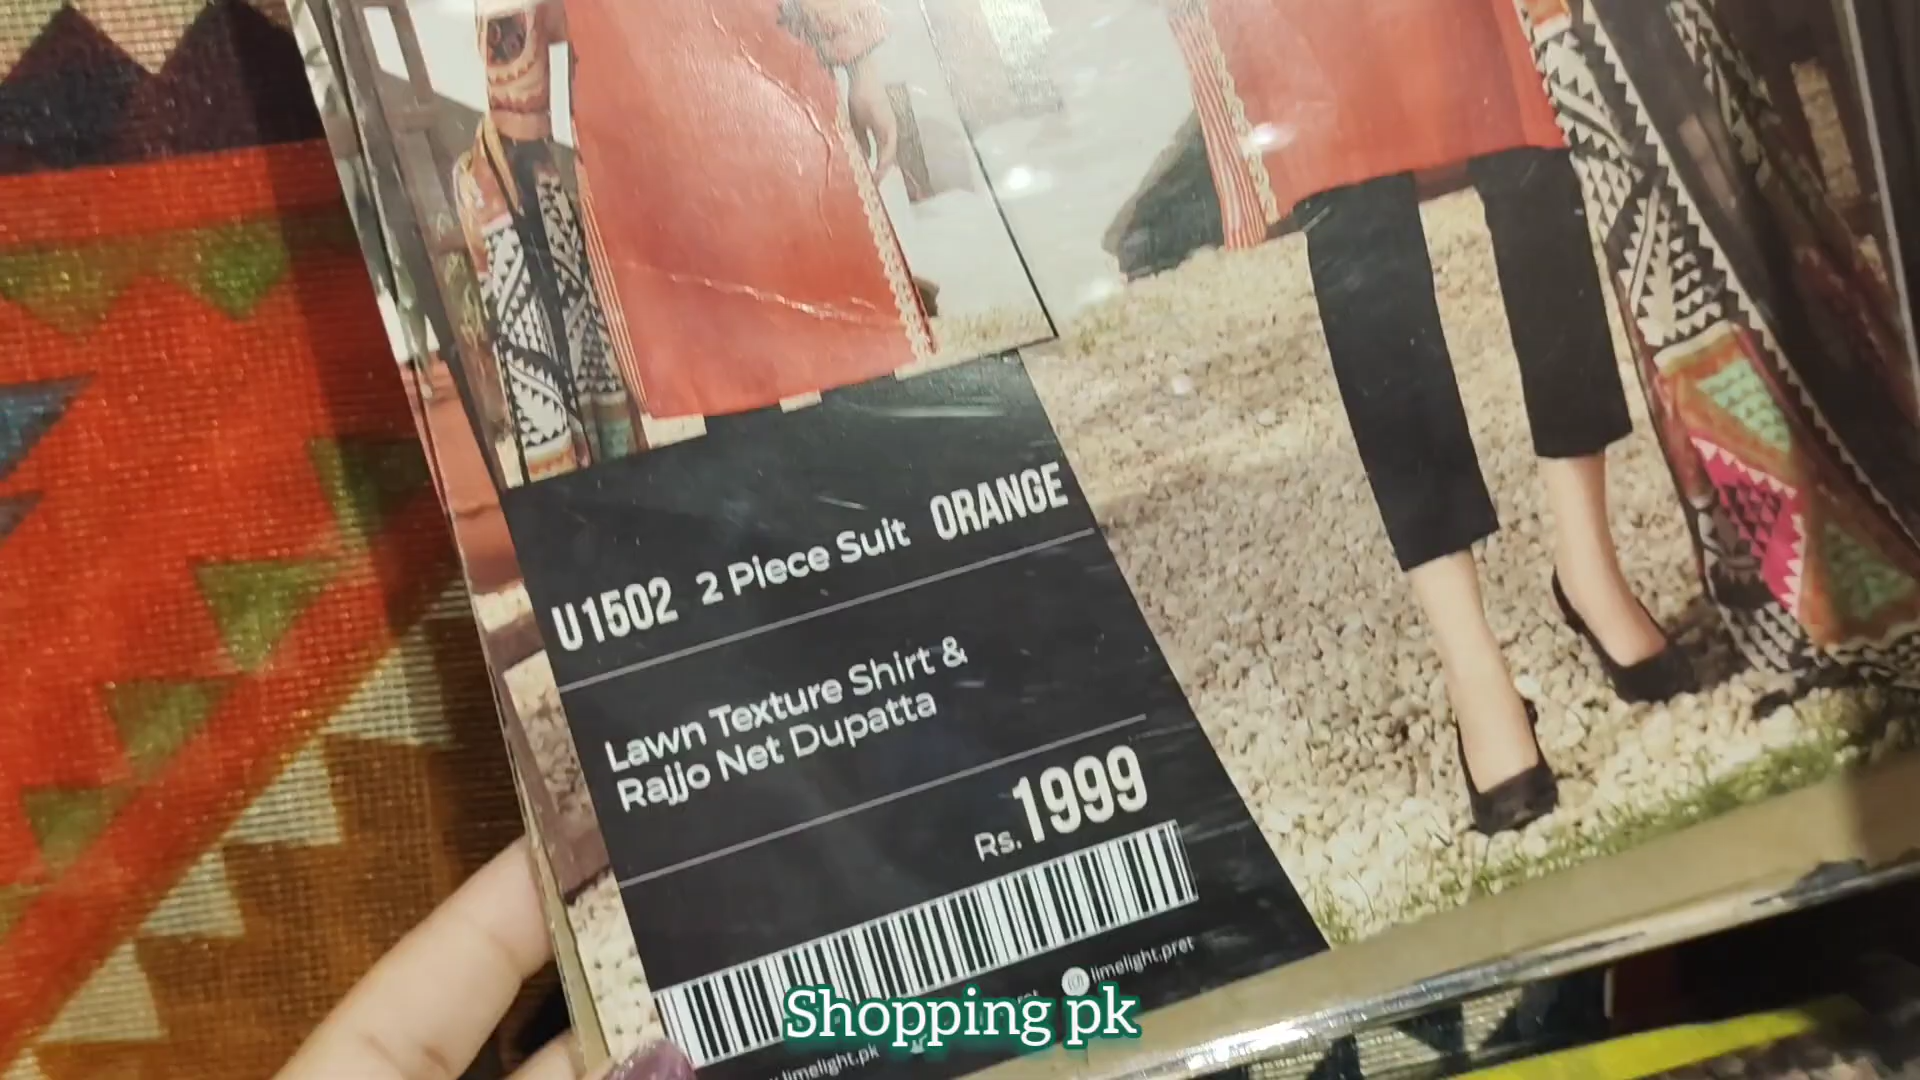 U1502 2 Piece Suit ORANGE
Lawn Texture Shirt &
Rajjo Net Dupatta
Rs. 1999
limelight.pret
Shopping pk
limelight.pk